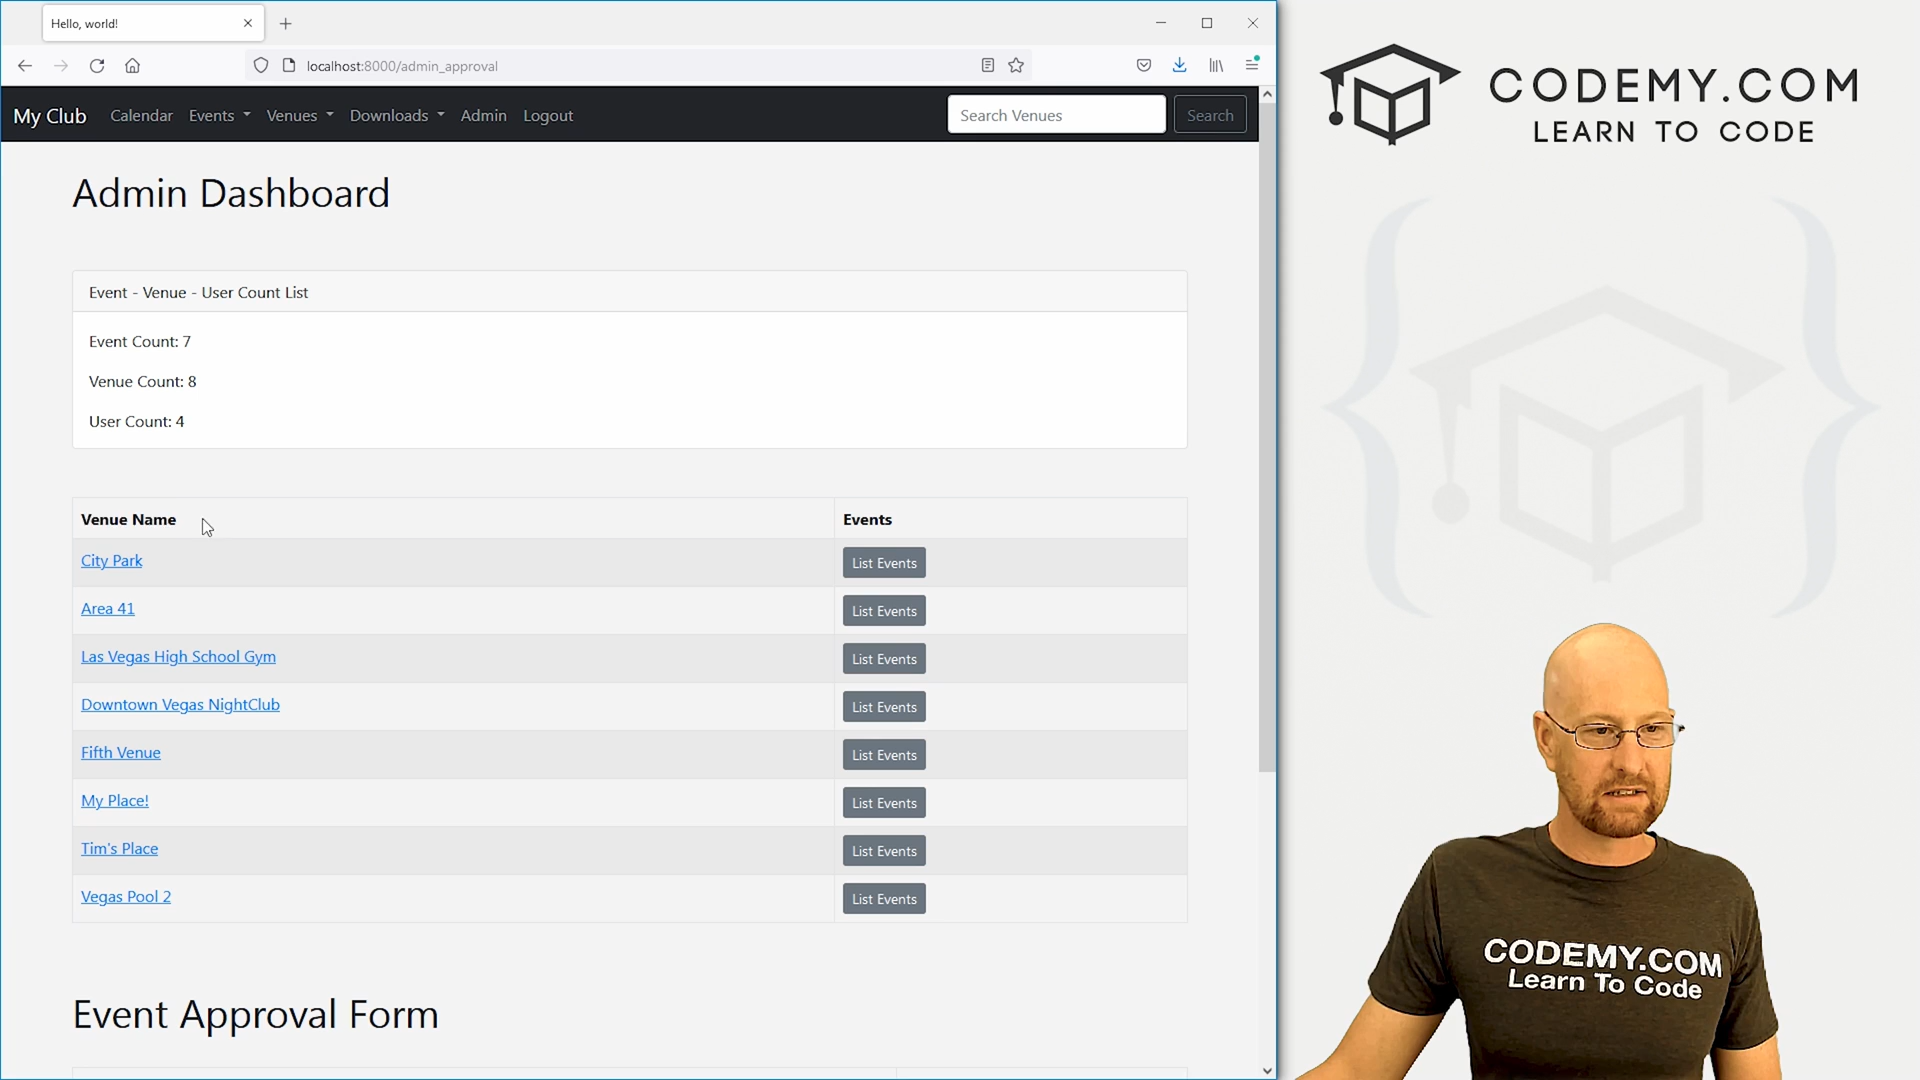 Hello, world!
localhost:8000/admin_approval
My Club Calendar Events Venues Downloads Admin Logout Search Venues Search
Admin Dashboard
Event - Venue - User Count List
Event Count: 7
Venue Count: 8
User Count: 4
Venue Name Events
City Park List Events
Area 41 List Events
Las Vegas High School Gym List Events
Downtown Vegas NightClub List Events
Fifth Venue List Events
My Place! List Events
Tim's Place List Events
Vegas Pool 2 List Events
Event Approval Form
CODEMY.COM
LEARN TO CODE
CODEMY.COM
Learn To Code